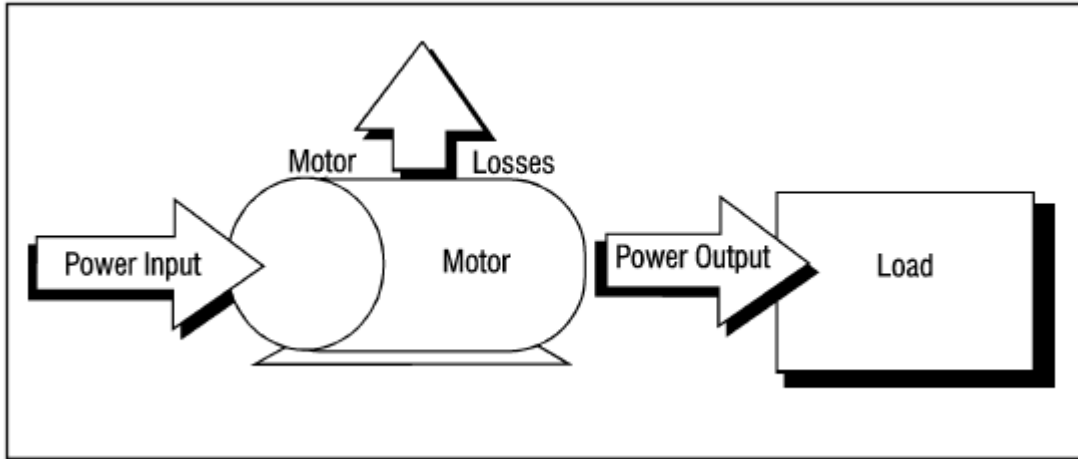 Motor Losses
Power Input
Motor
Power Output
Load